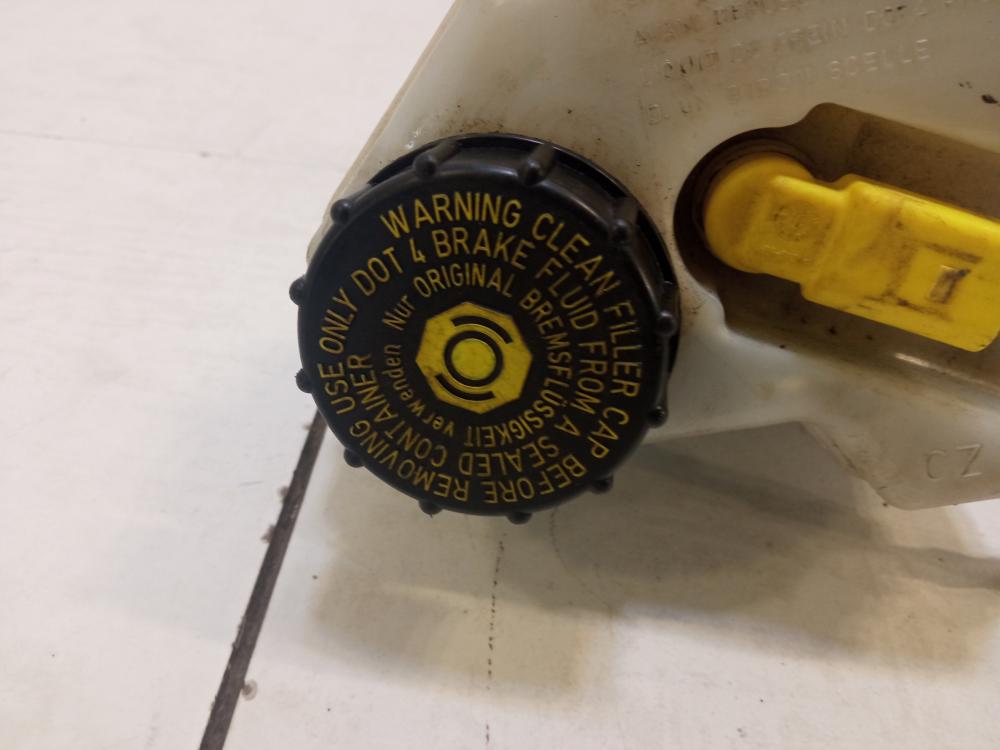 WARNING CLEAN FILLER CAP BEFORE REMOVING
USE ONLY DOT 4 BRAKE FLUID FROM A SEALED CONTAINER
Nur ORIGINAL BREMSFLÜSSIGKEIT verwenden
SCELLE
CZ